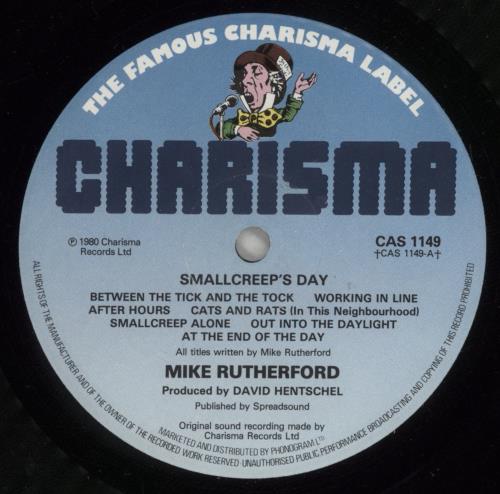 THE FAMOUS CHARISMA LABEL
CHARISMA
℗ 1980 Charisma
Records Ltd
CAS 1149
†CAS 1149-A†
SMALLCREEP'S DAY
BETWEEN THE TICK AND THE TOCK WORKING IN LINE
AFTER HOURS CATS AND RATS (In This Neighbourhood)
SMALLCREEP ALONE OUT INTO THE DAYLIGHT
AT THE END OF THE DAY
All titles written by Mike Rutherford
MIKE RUTHERFORD
Produced by DAVID HENTSCHEL
Published by Spreadsound
Original sound recording made by
Charisma Records Ltd
MARKETED AND DISTRIBUTED BY PHONOGRAM LTD
ALL RIGHTS OF THE MANUFACTURER AND OF THE OWNER OF THE RECORDED WORK RESERVED·UNAUTHORISED PUBLIC PERFORMANCE BROADCASTING AND COPYING OF THIS RECORD PROHIBITED